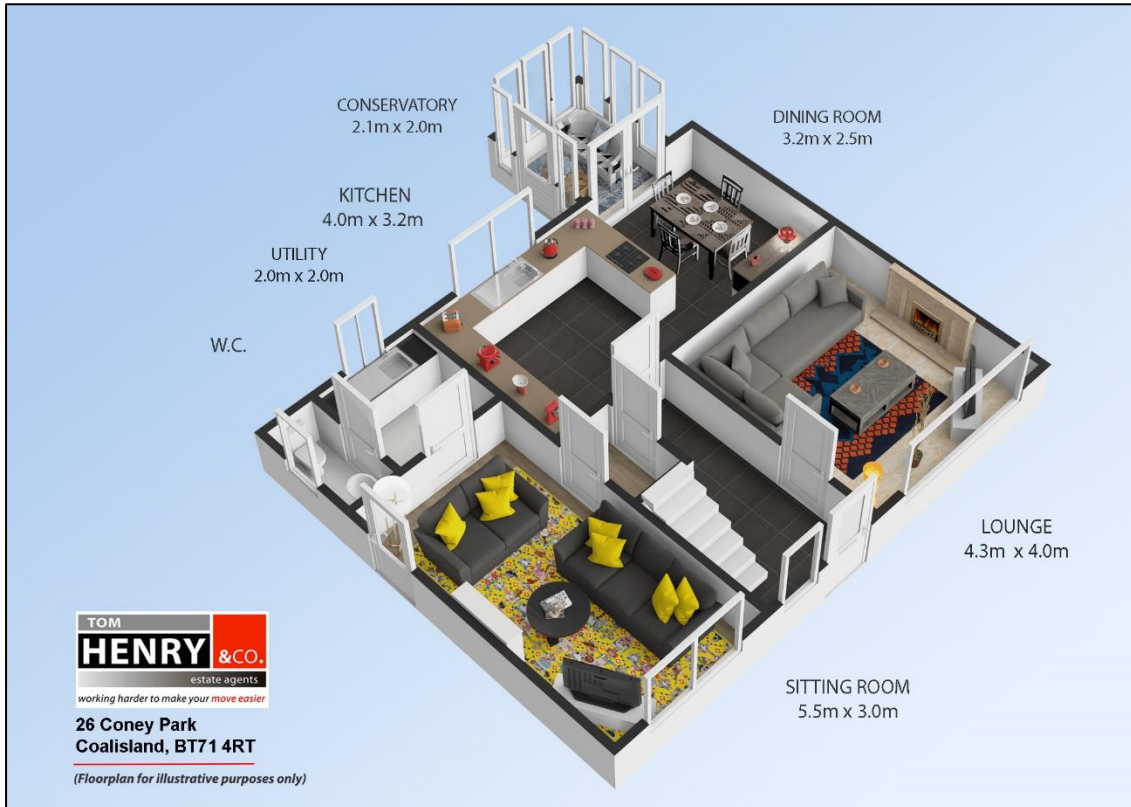 CONSERVATORY
2.1m x 2.0m
DINING ROOM
3.2m x 2.5m
KITCHEN
4.0m x 3.2m
UTILITY
2.0m x 2.0m
W.C.
LOUNGE
4.3m x 4.0m
SITTING ROOM
5.5m x 3.0m
TOM
HENRY &CO.
estate agents
working harder to make your move easier
26 Coney Park
Coalisland, BT71 4RT
(Floorplan for illustrative purposes only)